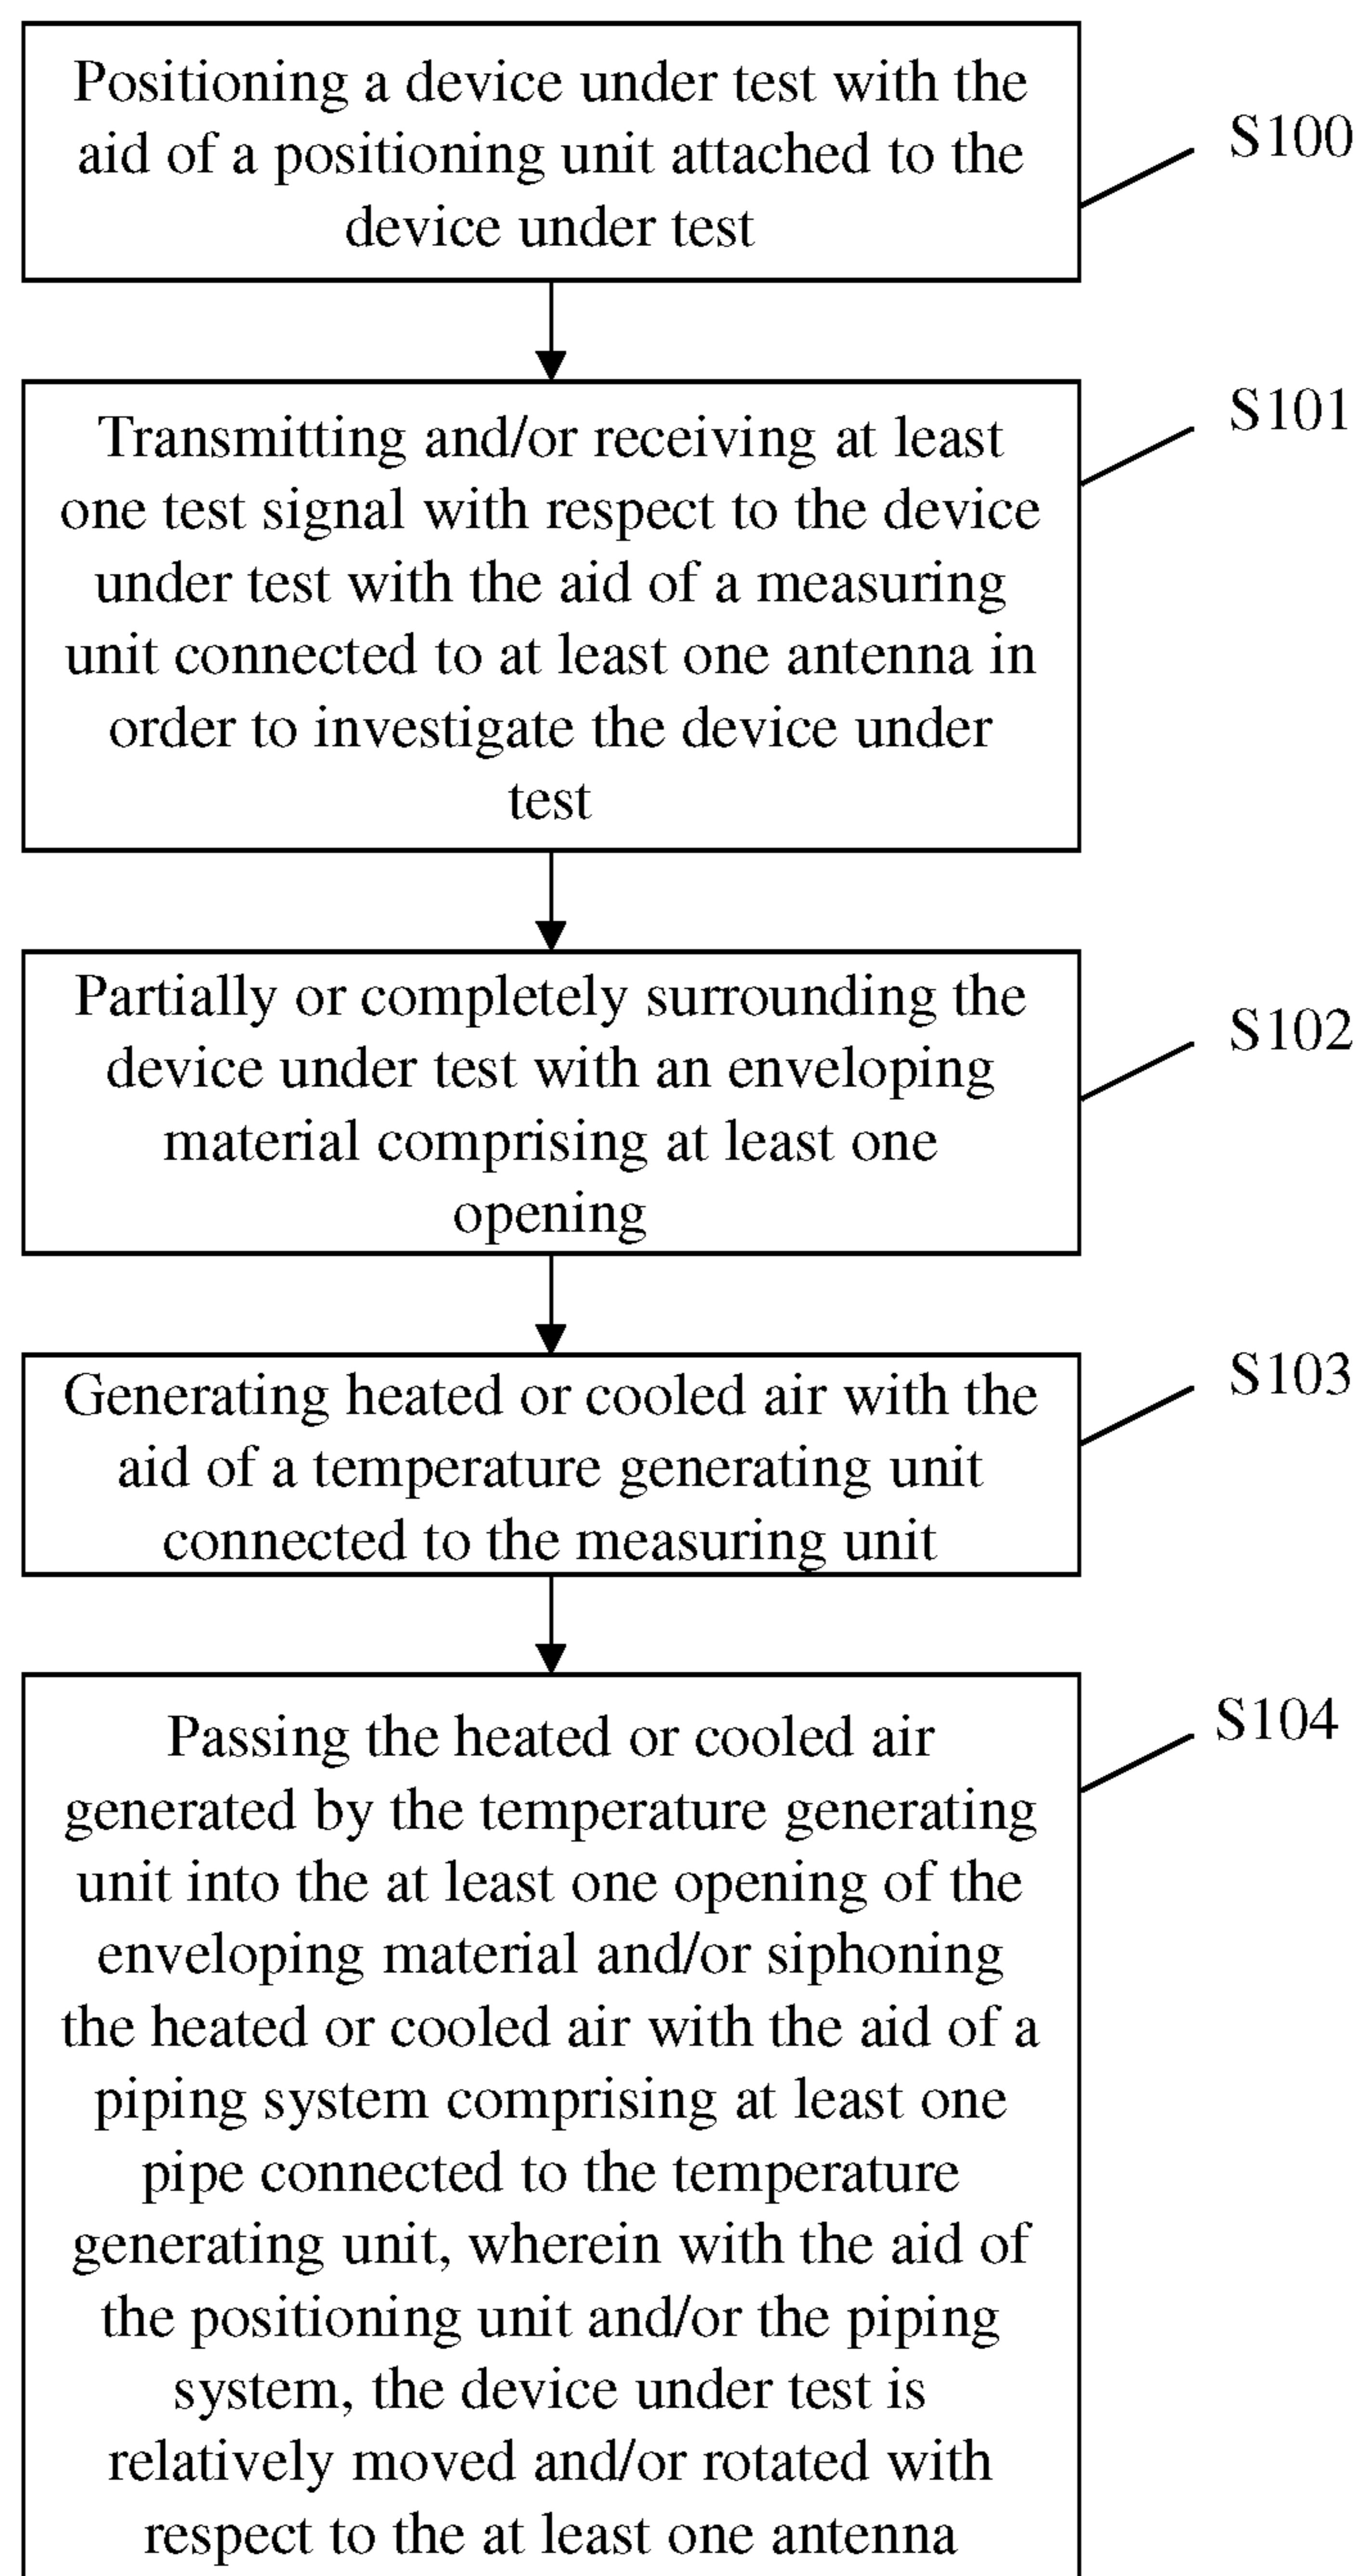 Positioning a device under test with the
aid of a positioning unit attached to the
device under test
S100
Transmitting and/or receiving at least
one test signal with respect to the device
under test with the aid of a measuring
unit connected to at least one antenna in
order to investigate the device under
test
S101
Partially or completely surrounding the
device under test with an enveloping
material comprising at least one
opening
S102
Generating heated or cooled air with the
aid of a temperature generating unit
connected to the measuring unit
S103
Passing the heated or cooled air
generated by the temperature generating
unit into the at least one opening of the
enveloping material and/or siphoning
the heated or cooled air with the aid of a
piping system comprising at least one
pipe connected to the temperature
generating unit, wherein with the aid of
the positioning unit and/or the piping
system, the device under test is
relatively moved and/or rotated with
respect to the at least one antenna
S104